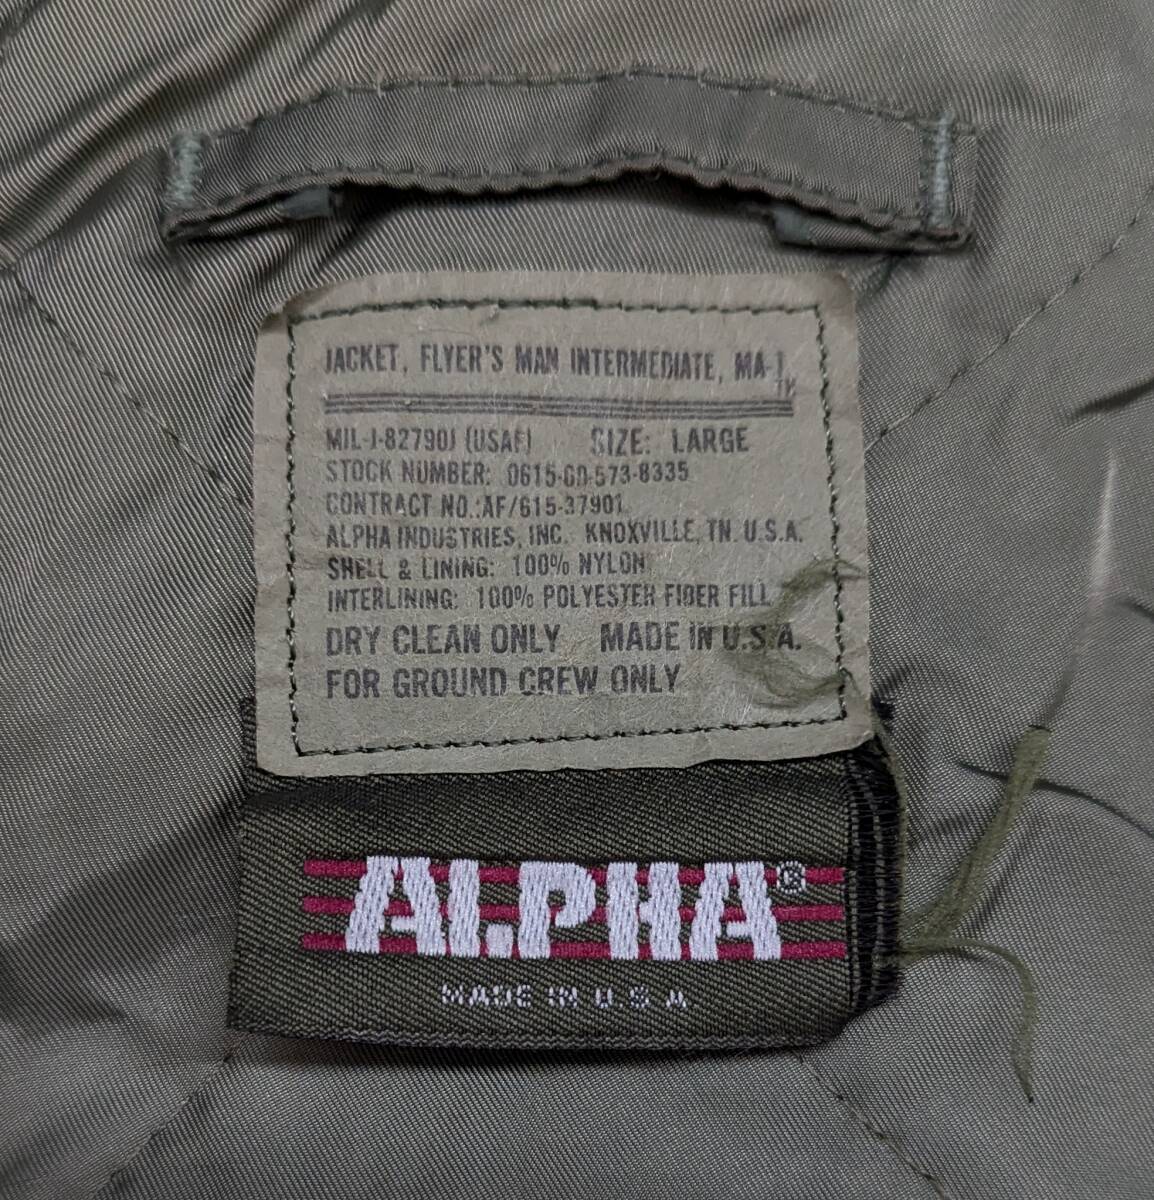 JACKET, FLYER'S MAN INTERMEDIATE, MA-1 TM
MIL-J-8279OJ (USAF) SIZE: LARGE
STOCK NUMBER: 0615-60-573-8335
CONTRACT NO.:AF/615-37901
ALPHA INDUSTRIES, INC. KNOXVILLE, TN. U.S.A.
SHELL & LINING: 100% NYLON
INTERLINING: 100% POLYESTER FIBER FILL
DRY CLEAN ONLY MADE IN U.S.A.
FOR GROUND CREW ONLY
ALPHA®
MADE IN U.S.A